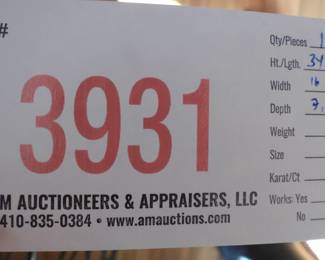 #
3931
M AUCTIONEERS & APPRAISERS, LLC
410-835-0384 • www.amauctions.com
Qty/Pieces 1
Ht./Lgth. 34
Width 16
Depth 7
Weight
Size
Karat/Ct
Works: Yes
No